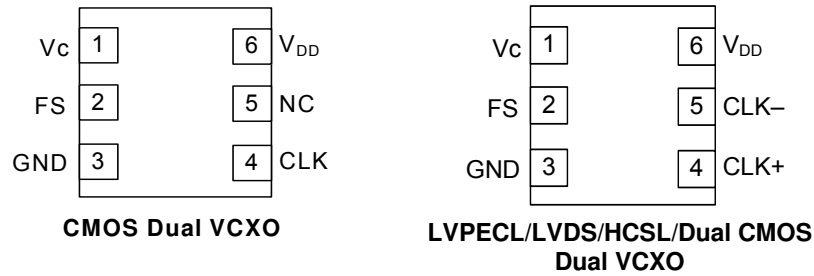 Vc 1 6 VDD
FS 2 5 NC
GND 3 4 CLK
CMOS Dual VCXO
Vc 1 6 VDD
FS 2 5 CLK–
GND 3 4 CLK+
LVPECL/LVDS/HCSL/Dual CMOS
Dual VCXO